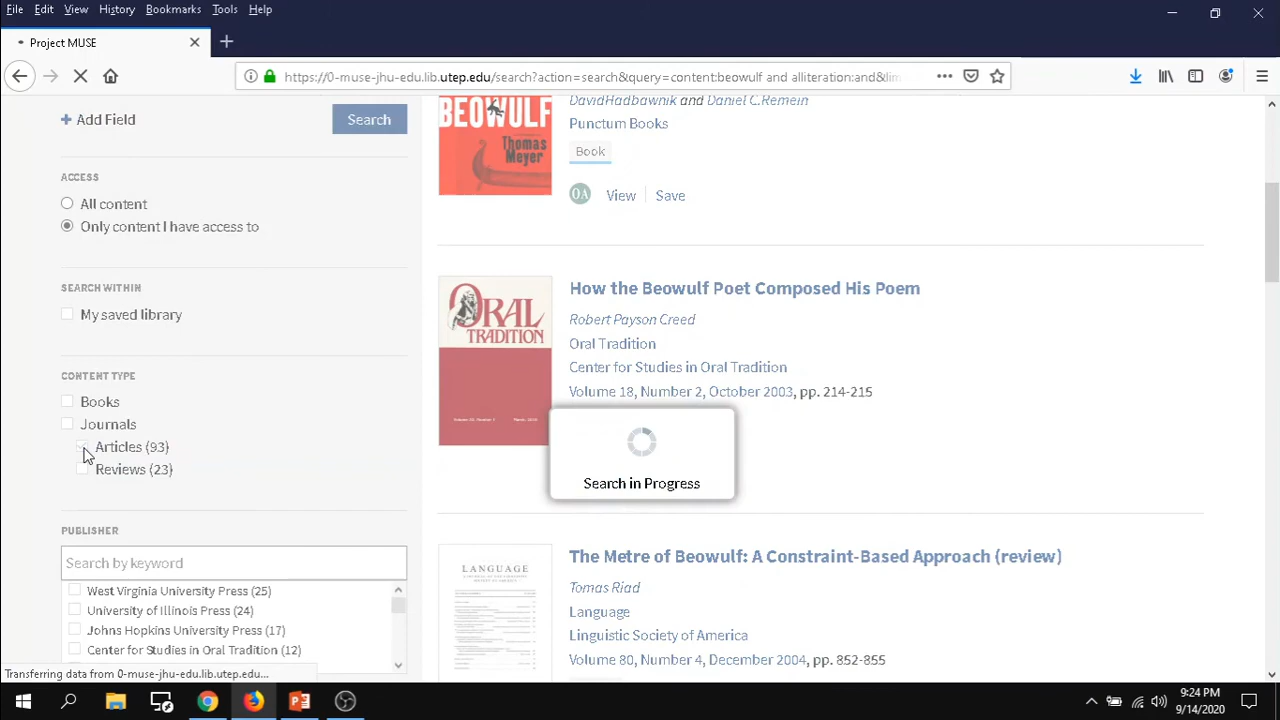 File Edit View History Bookmarks Tools Help
Project MUSE
https://0-muse-jhu-edu.lib.utep.edu/search?action=search&query=content:beowulf and alliteration:and&lim
+ Add Field
Search
ACCESS
All content
Only content I have access to
SEARCH WITHIN
My saved library
CONTENT TYPE
Books
Journals
Articles (93)
Reviews (23)
PUBLISHER
Search by keyword
West Virginia University Press (25)
University of Illinois Press (24)
Johns Hopkins University Press (17)
Center for Studies in Oral Tradition (12)
Transferring data from 0-muse-jhu-edu.lib.utep.edu...
BEOWULF
Thomas
Meyer
David Hadbawnik and Daniel C. Remein
Punctum Books
Book
OA View Save
ORAL
TRADITION
How the Beowulf Poet Composed His Poem
Robert Payson Creed
Oral Tradition
Center for Studies in Oral Tradition
Volume 18, Number 2, October 2003, pp. 214-215
Search in Progress
LANGUAGE
The Metre of Beowulf: A Constraint-Based Approach (review)
Tomas Riad
Language
Linguistic Society of America
Number 4, December 2004, pp. 852-855
9:24 PM
9/14/2020